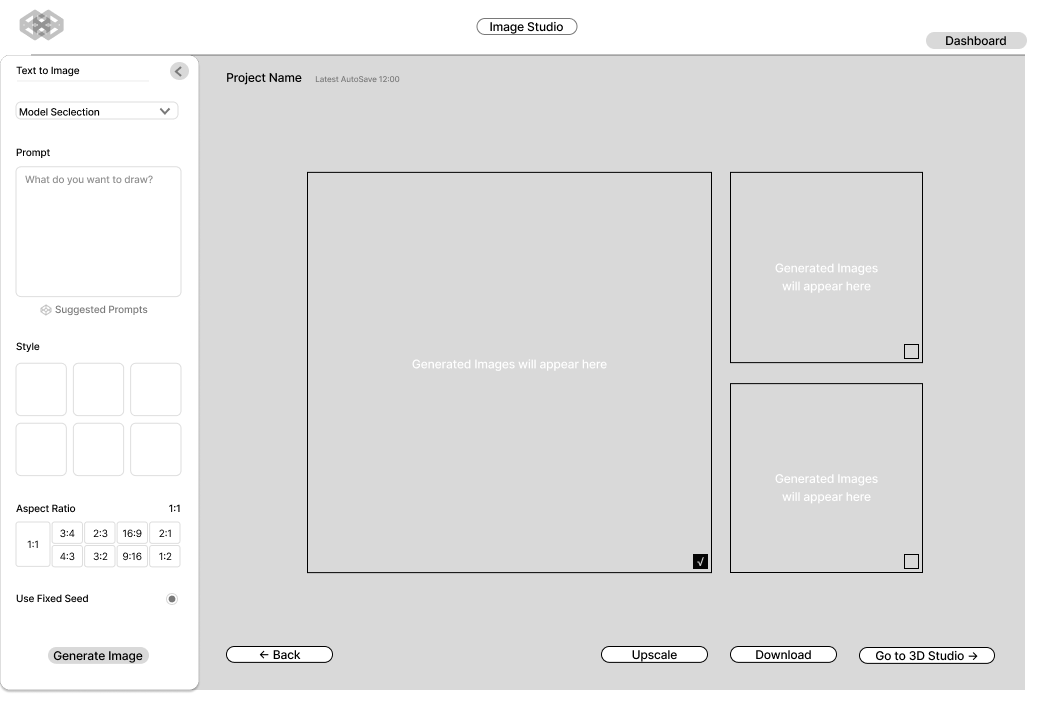 Image Studio
Dashboard
Text to Image
Project Name
Latest AutoSave 12:00
Model Seclection
Prompt
What do you want to draw?
Suggested Prompts
Style
Aspect Ratio
1:1
1:1
3:4
2:3
16:9
2:1
4:3
3:2
9:16
1:2
Use Fixed Seed
Generate Image
Generated Images will appear here
√
Generated Images
will appear here
Generated Images
will appear here
← Back
Upscale
Download
Go to 3D Studio →